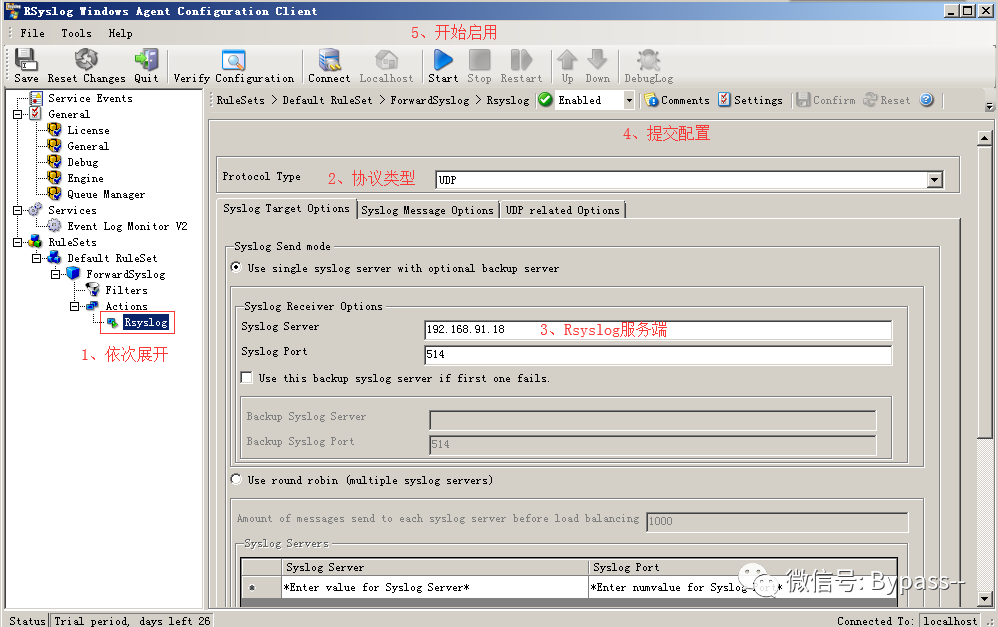 RSyslog Windows Agent Configuration Client
File Tools Help
5、开始启用
Save Reset Changes Quit Verify Configuration Connect Localhost Start Stop Restart Up Down DebugLog
Service Events
General
License
General
Debug
Engine
Queue Manager
Services
Event Log Monitor V2
RuleSets
Default RuleSet
ForwardSyslog
Filters
Actions
Rsyslog
1、依次展开
RuleSets > Default RuleSet > ForwardSyslog > Rsyslog Enabled Comments Settings Confirm Reset
4、提交配置
Protocol Type 2、协议类型 UDP
Syslog Target Options Syslog Message Options UDP related Options
Syslog Send mode
Use single syslog server with optional backup server
Syslog Receiver Options
Syslog Server 192.168.91.18 3、Rsyslog服务端
Syslog Port 514
Use this backup syslog server if first one fails.
Backup Syslog Server
Backup Syslog Port 514
Use round robin (multiple syslog servers)
Amount of messages send to each syslog server before load balancing 1000
Syslog Servers
Syslog Server Syslog Port
*Enter value for Syslog Server* *Enter numvalue for Syslog Port*
微信号: Bypass--
Status Trial period, days left 26 Connected To: localhost